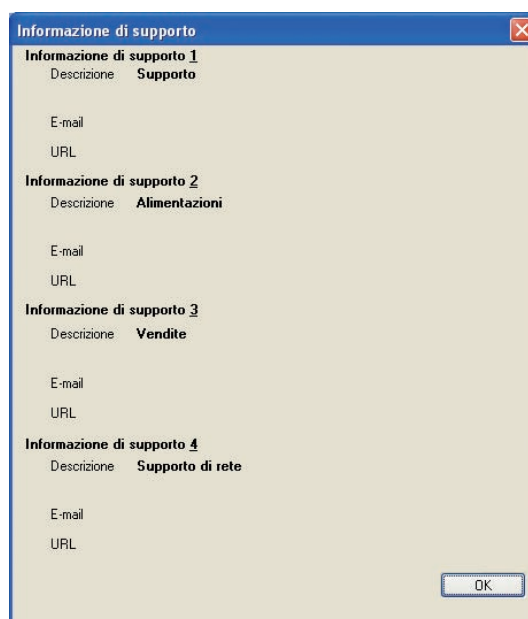 Informazione di supporto
Informazione di supporto 1
Descrizione Supporto
E-mail
URL
Informazione di supporto 2
Descrizione Alimentazioni
E-mail
URL
Informazione di supporto 3
Descrizione Vendite
E-mail
URL
Informazione di supporto 4
Descrizione Supporto di rete
E-mail
URL
OK